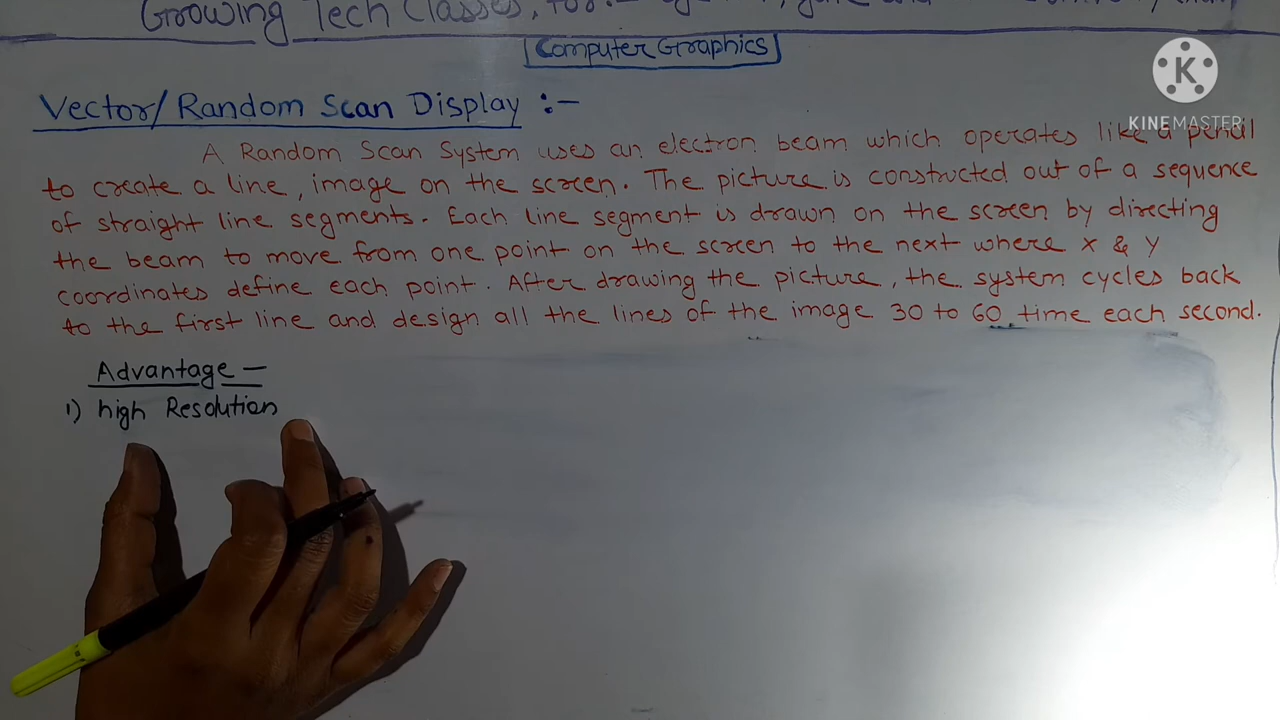 Growing Tech Classes, for:-
Computer Graphics
Vector/Random Scan Display :-
A Random Scan System uses an electron beam which operates like a pencil
to create a line, image on the screen. The picture is constructed out of a sequence
of straight line segments. Each line segment is drawn on the screen by directing
the beam to move from one point on the screen to the next where x & y
coordinates define each point. After drawing the picture, the system cycles back
to the first line and design all the lines of the image 30 to 60 time each second.
Advantage -
1) high Resolution
K
KINEMASTER